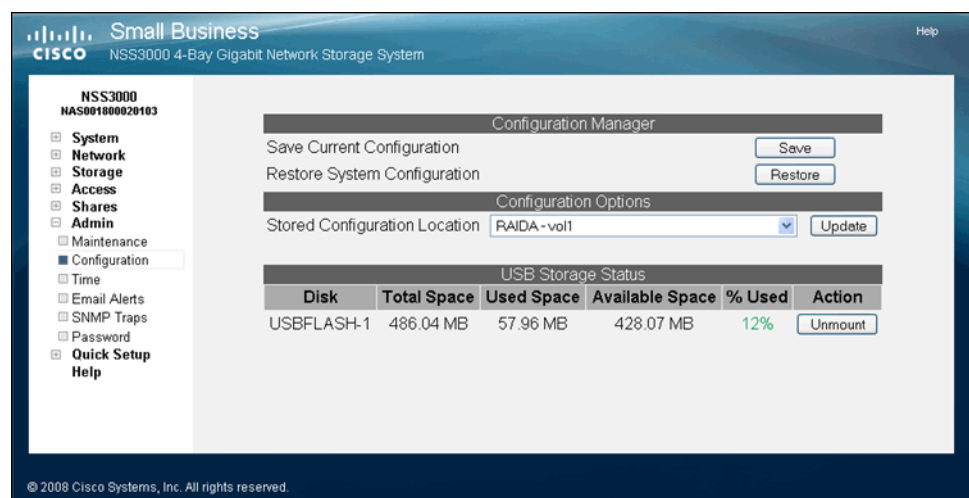 Small Business
Help
CISCO
NSS3000 4-Bay Gigabit Network Storage System
NSS3000
NAS001800020103
System
Network
Storage
Access
Shares
Admin
Maintenance
Configuration
Time
Email Alerts
SNMP Traps
Password
Quick Setup
Help
Configuration Manager
Save Current Configuration Save
Restore System Configuration Restore
Configuration Options
Stored Configuration Location RAIDA-vol1 Update
USB Storage Status
Disk Total Space Used Space Available Space % Used Action
USBFLASH-1 486.04 MB 57.96 MB 428.07 MB 12% Unmount
© 2008 Cisco Systems, Inc. All rights reserved.